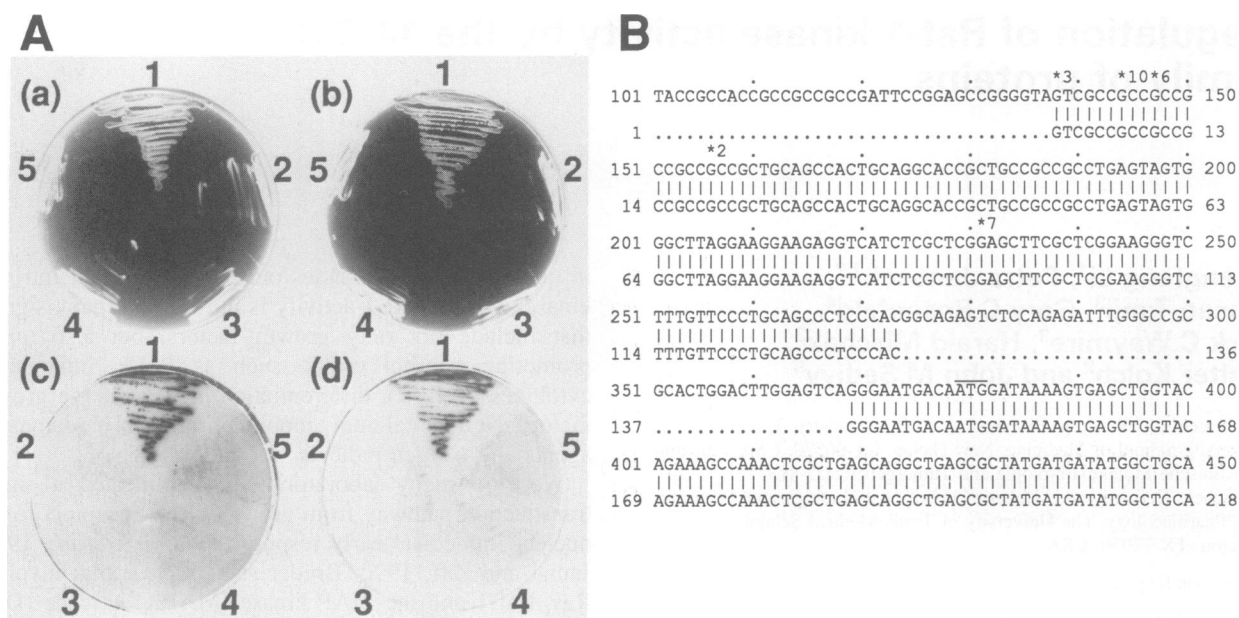 A
1
(a)
5
2
4
3
1
(b)
5
2
4
3
1
(c)
2
5
3
4
1
(d)
2
5
3
4
B
*3. *10*6
101 TACCGCCACCGCCGCCGCCGATTCCGGAGCCGGGGTAGTCGCCGCCGCCG 150
1 .....................................GTCGCCGCCGCCG 13
*2
151 CCGCCGCCGCTGCAGCCACTGCAGGCACCGCTGCCGCCGCCTGAGTAGTG 200
14 CCGCCGCCGCTGCAGCCACTGCAGGCACCGCTGCCGCCGCCTGAGTAGTG 63
*7
201 GGCTTAGGAAGGAAGAGGTCATCTCGCTCGGAGCTTCGCTCGGAAGGGTC 250
64 GGCTTAGGAAGGAAGAGGTCATCTCGCTCGGAGCTTCGCTCGGAAGGGTC 113
251 TTTGTTCCCTGCAGCCCTCCCACGGCAGAGTCTCCAGAGATTTGGGCCGC 300
114 TTTGTTCCCTGCAGCCCTCCCAC........................... 136
351 GCACTGGACTTGGAGTCAGGGAATGACAATGGATAAAAGTGAGCTGGTAC 400
137 ..................GGGAATGACAATGGATAAAAGTGAGCTGGTAC 168
401 AGAAAGCCAAACTCGCTGAGCAGGCTGAGCGCTATGATGATATGGCTGCA 450
169 AGAAAGCCAAACTCGCTGAGCAGGCTGAGCGCTATGATGATATGGCTGCA 218